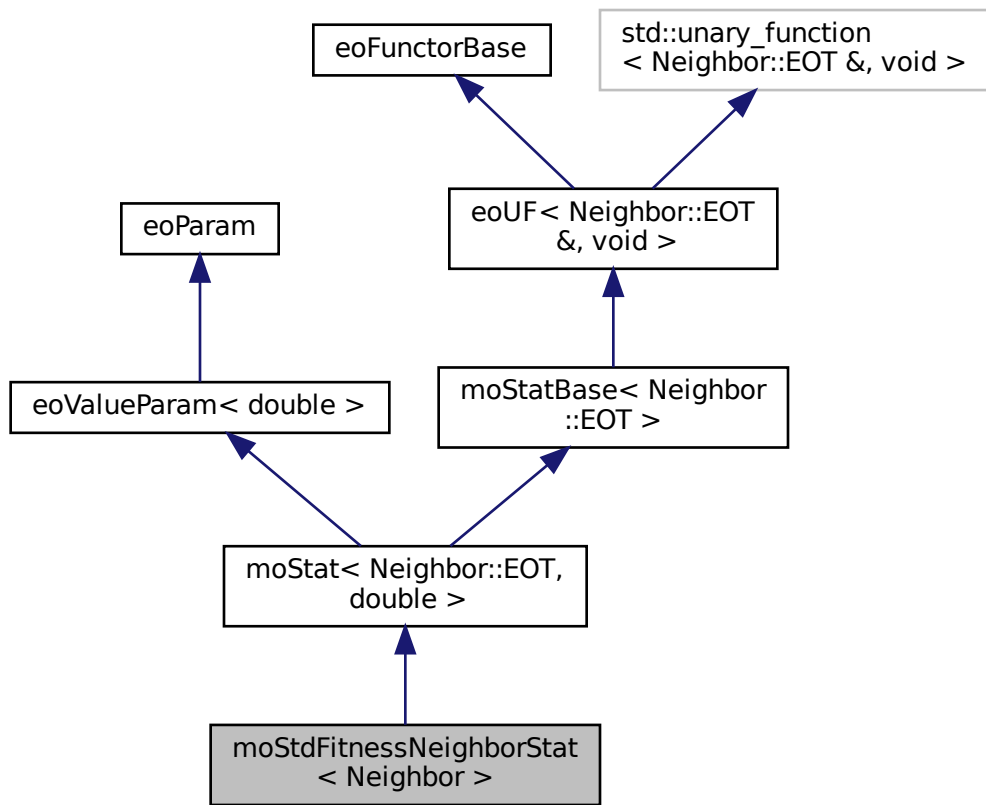 eoFunctorBase
std::unary_function
< Neighbor::EOT &, void >
eoParam
eoUF< Neighbor::EOT
&, void >
eoValueParam< double >
moStatBase< Neighbor
::EOT >
moStat< Neighbor::EOT,
double >
moStdFitnessNeighborStat
< Neighbor >